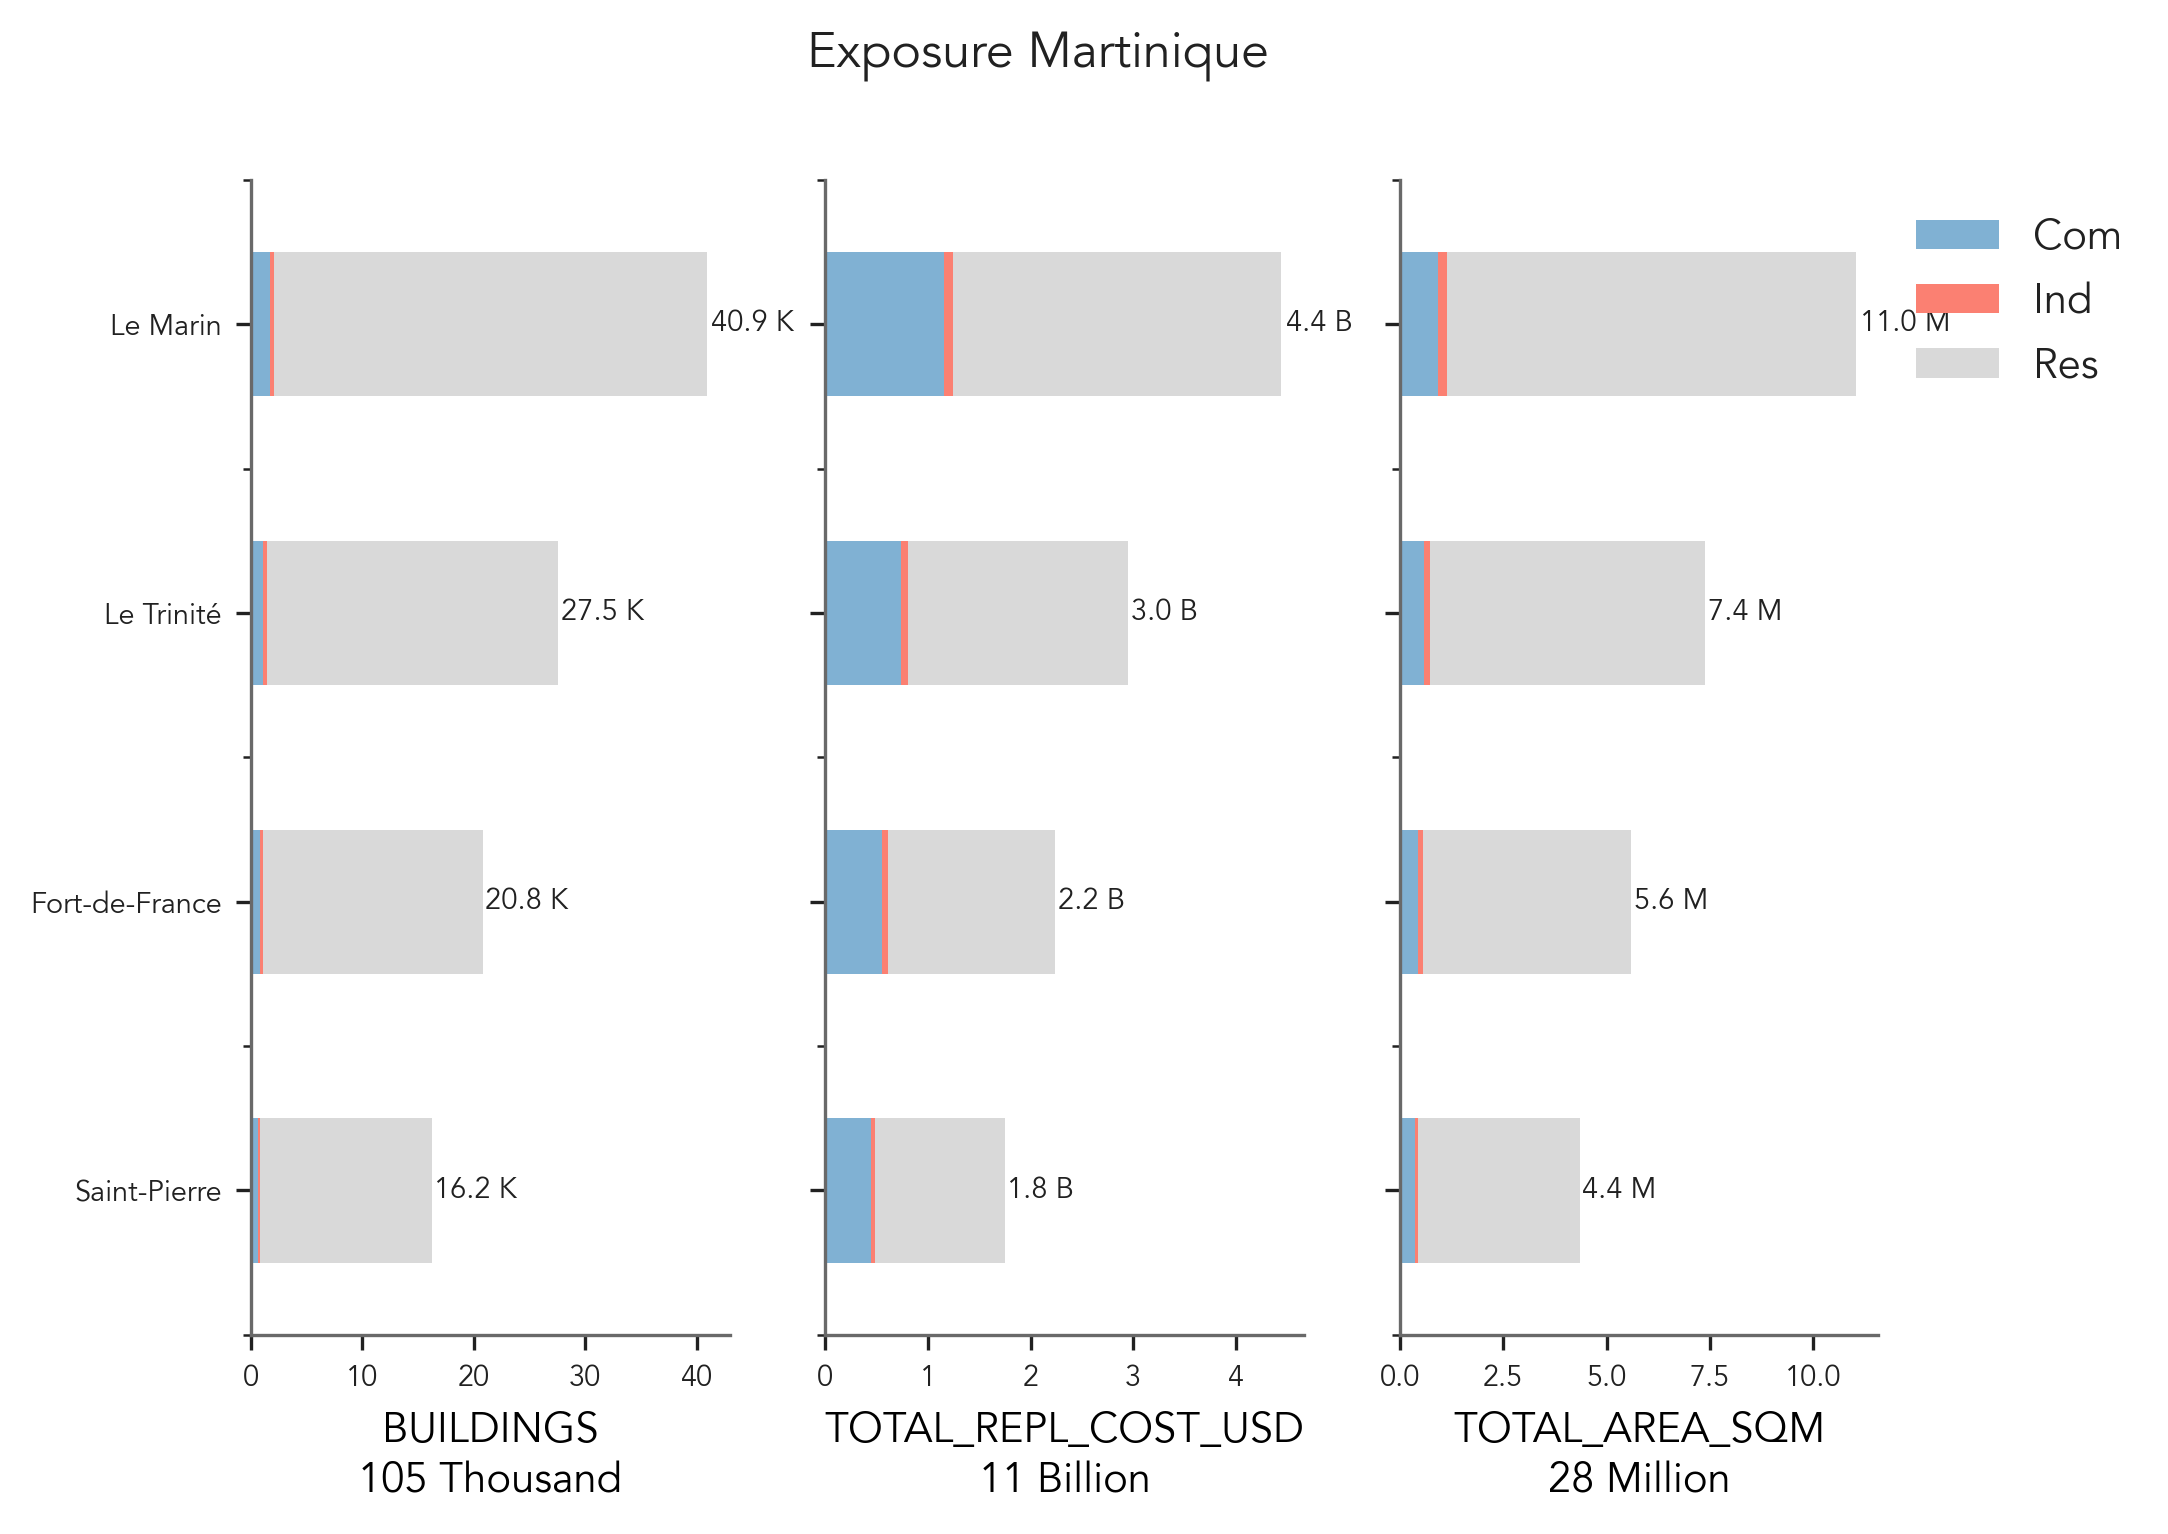 Exposure Martinique
Le Marin
Le Trinité
Fort-de-France
Saint-Pierre
40.9 K
27.5 K
20.8 K
16.2 K
0
10
20
30
40
BUILDINGS
105 Thousand
4.4 B
3.0 B
2.2 B
1.8 B
0
1
2
3
4
TOTAL_REPL_COST_USD
11 Billion
11.0 M
7.4 M
5.6 M
4.4 M
0.0
2.5
5.0
7.5
10.0
TOTAL_AREA_SQM
28 Million
Com
Ind
Res